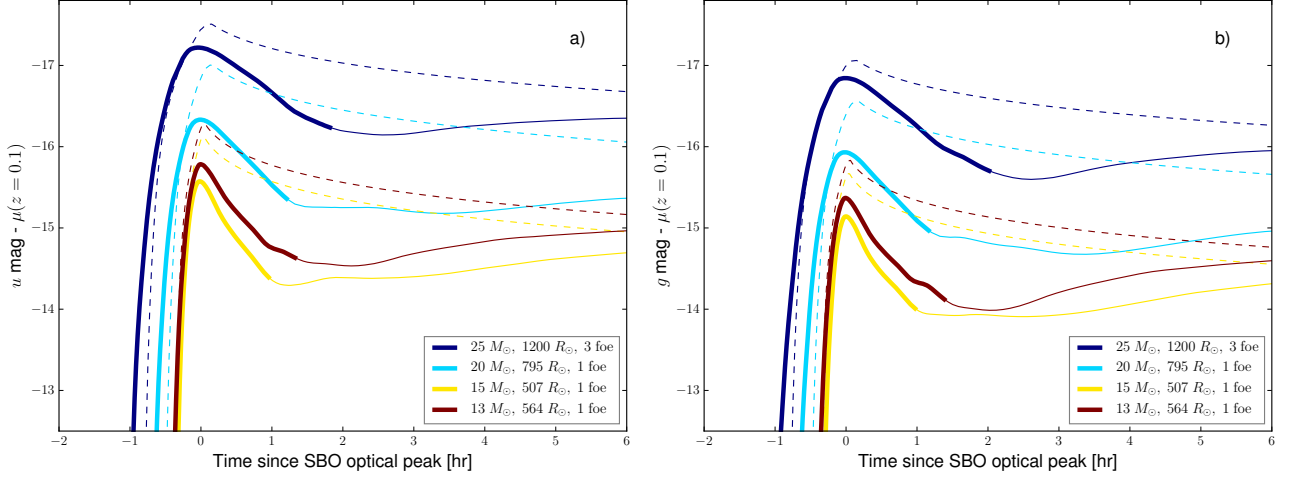 a)
u mag - μ(z = 0.1)
−17
−16
−15
−14
−13
25 M⊙, 1200 R⊙, 3 foe
20 M⊙, 795 R⊙, 1 foe
15 M⊙, 507 R⊙, 1 foe
13 M⊙, 564 R⊙, 1 foe
−2 −1 0 1 2 3 4 5 6
Time since SBO optical peak [hr]
b)
g mag - μ(z = 0.1)
−17
−16
−15
−14
−13
25 M⊙, 1200 R⊙, 3 foe
20 M⊙, 795 R⊙, 1 foe
15 M⊙, 507 R⊙, 1 foe
13 M⊙, 564 R⊙, 1 foe
−2 −1 0 1 2 3 4 5 6
Time since SBO optical peak [hr]